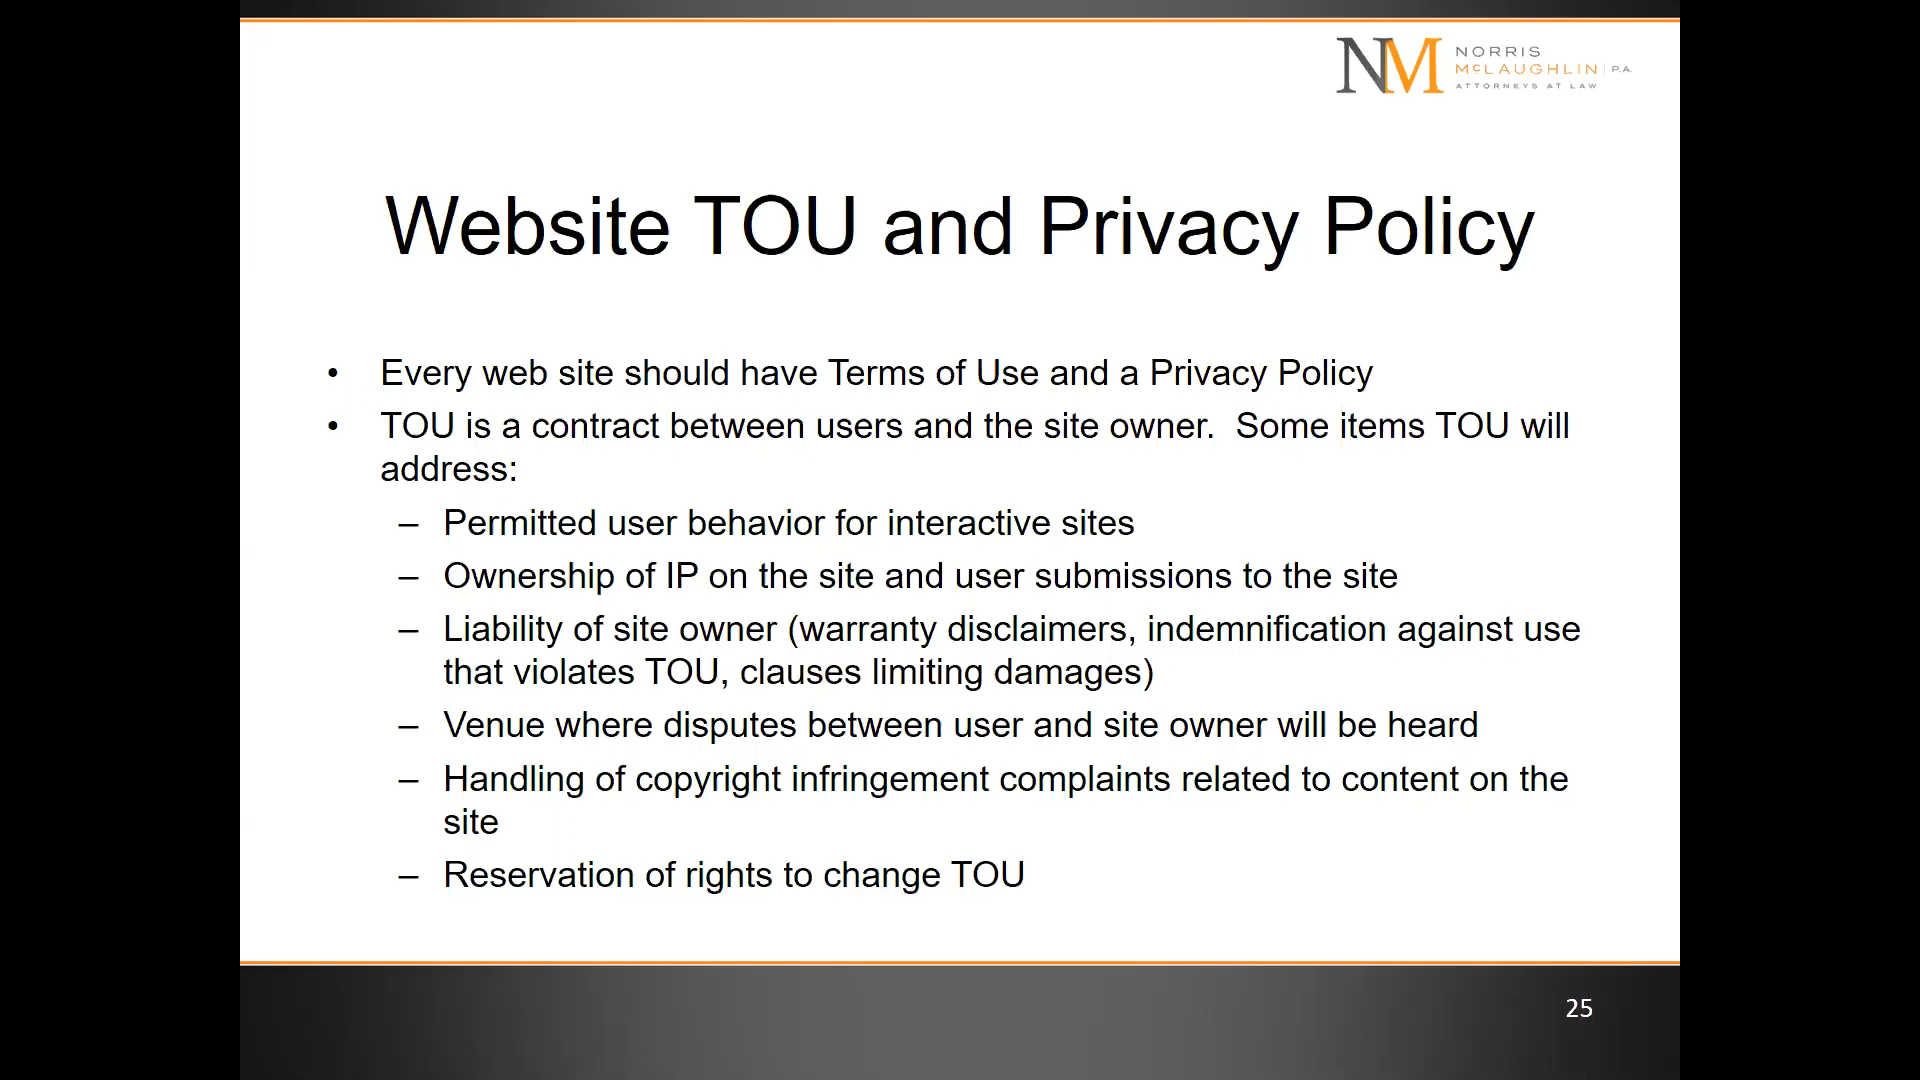 NM
NORRIS
MCLAUGHLIN P.A.
ATTORNEYS AT LAW
Website TOU and Privacy Policy
• Every web site should have Terms of Use and a Privacy Policy
• TOU is a contract between users and the site owner.  Some items TOU will
address:
– Permitted user behavior for interactive sites
– Ownership of IP on the site and user submissions to the site
– Liability of site owner (warranty disclaimers, indemnification against use
that violates TOU, clauses limiting damages)
– Venue where disputes between user and site owner will be heard
– Handling of copyright infringement complaints related to content on the
site
– Reservation of rights to change TOU
25